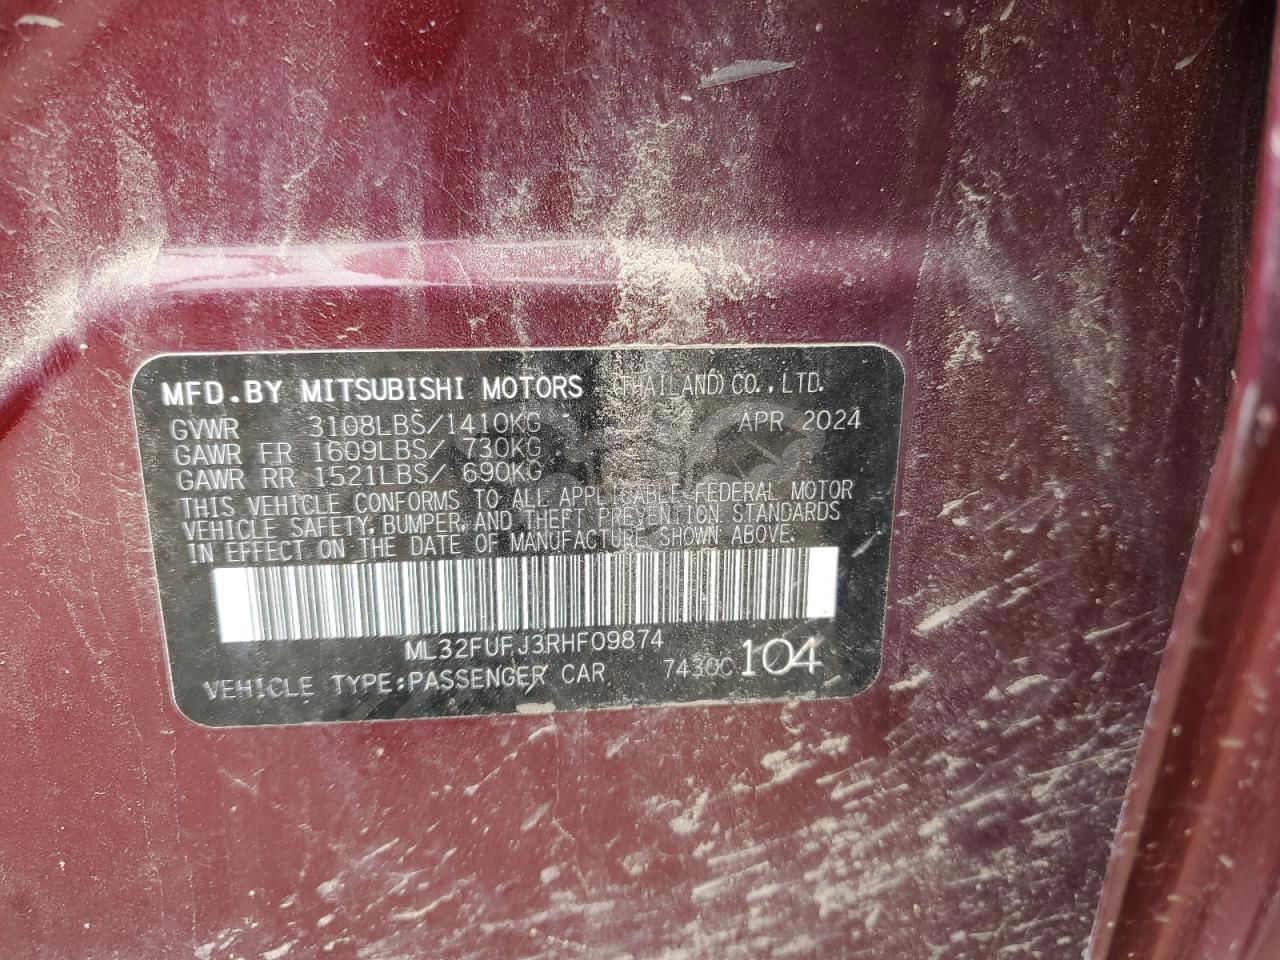 MFD.BY MITSUBISHI MOTORS (THAILAND)CO.,LTD.
GVWR 3108LBS/1410KG APR 2024
GAWR FR 1609LBS/ 730KG
GAWR RR 1521LBS/ 690KG
THIS VEHICLE CONFORMS TO ALL APPLICABLE FEDERAL MOTOR
VEHICLE SAFETY, BUMPER, AND THEFT PREVENTION STANDARDS
IN EFFECT ON THE DATE OF MANUFACTURE SHOWN ABOVE.
ML32FUFJ3RHF09874
VEHICLE TYPE:PASSENGER CAR 7430C 104